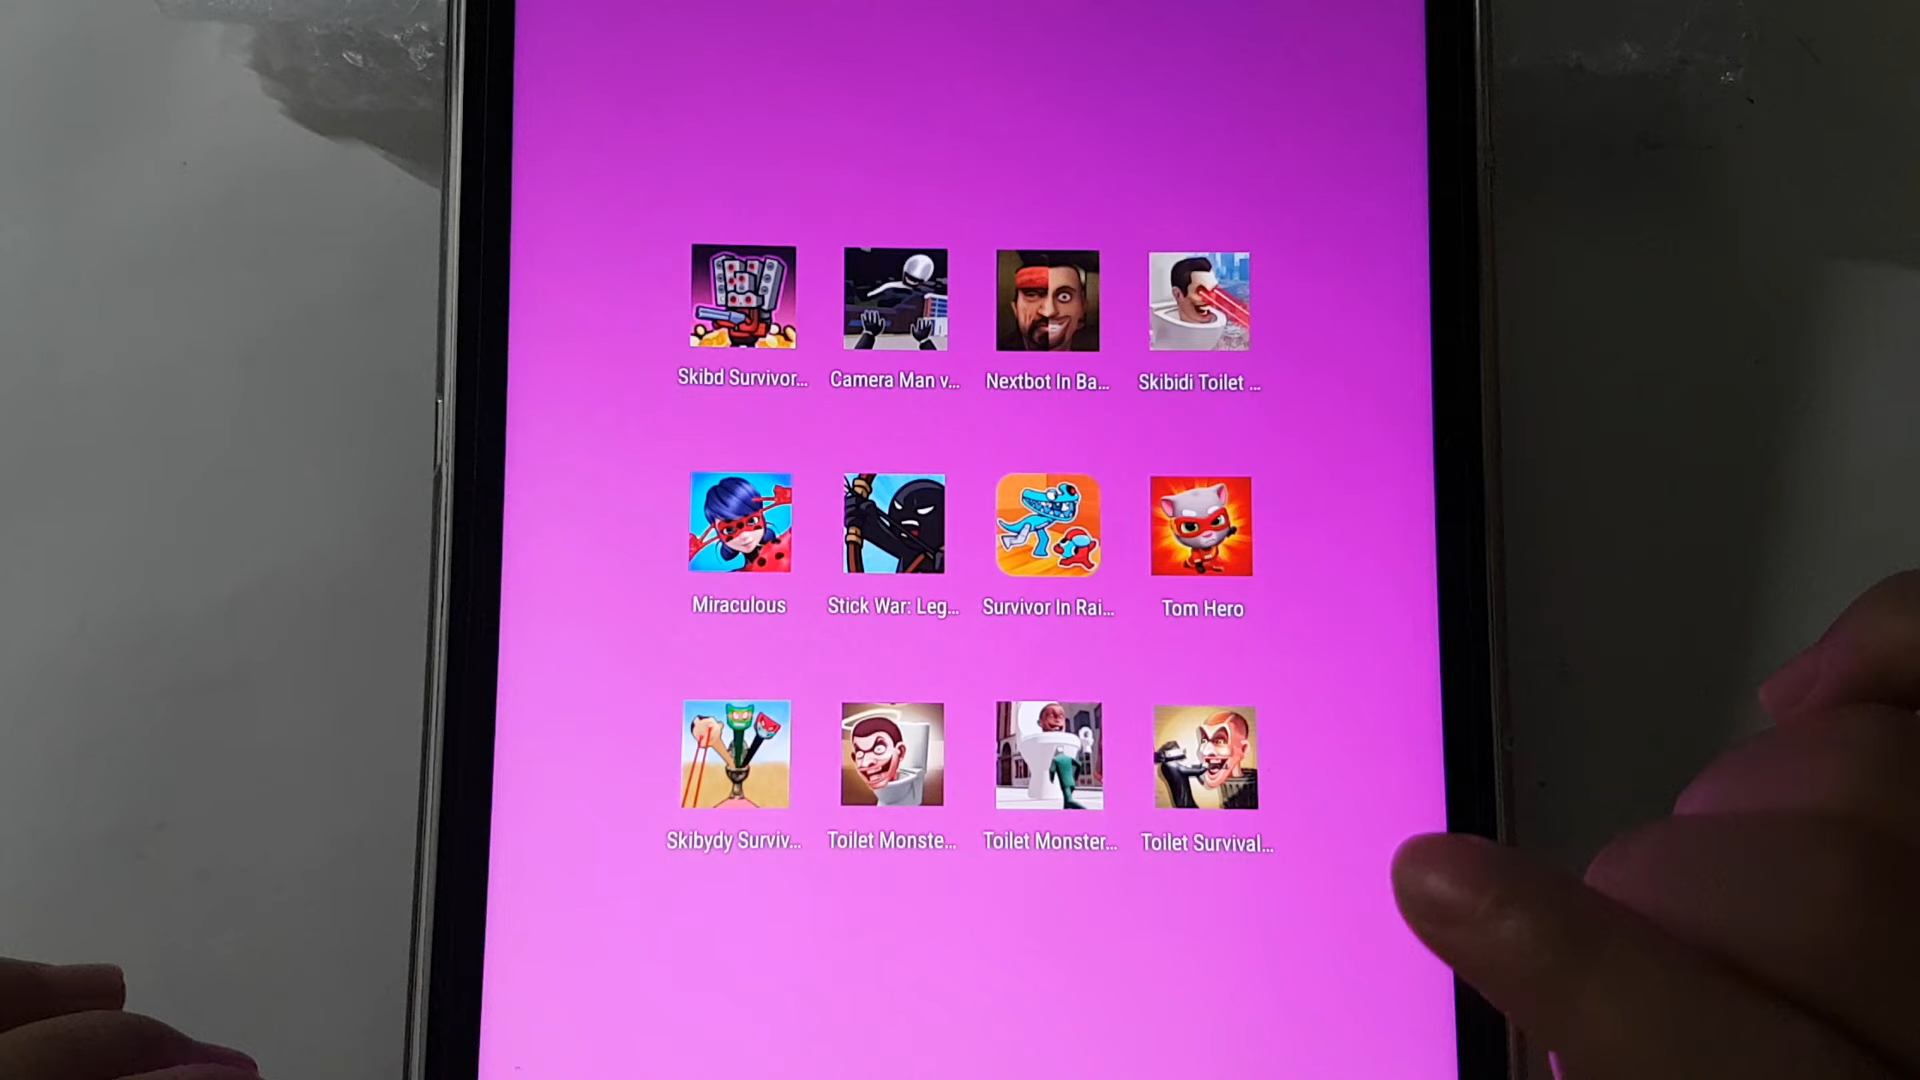 Skibd Survivor...
Camera Man v...
Nextbot In Ba...
Skibidi Toilet ...
Miraculous
Stick War: Leg...
Survivor In Rai...
Tom Hero
Skibydy Surviv...
Toilet Monste...
Toilet Monster...
Toilet Survival...